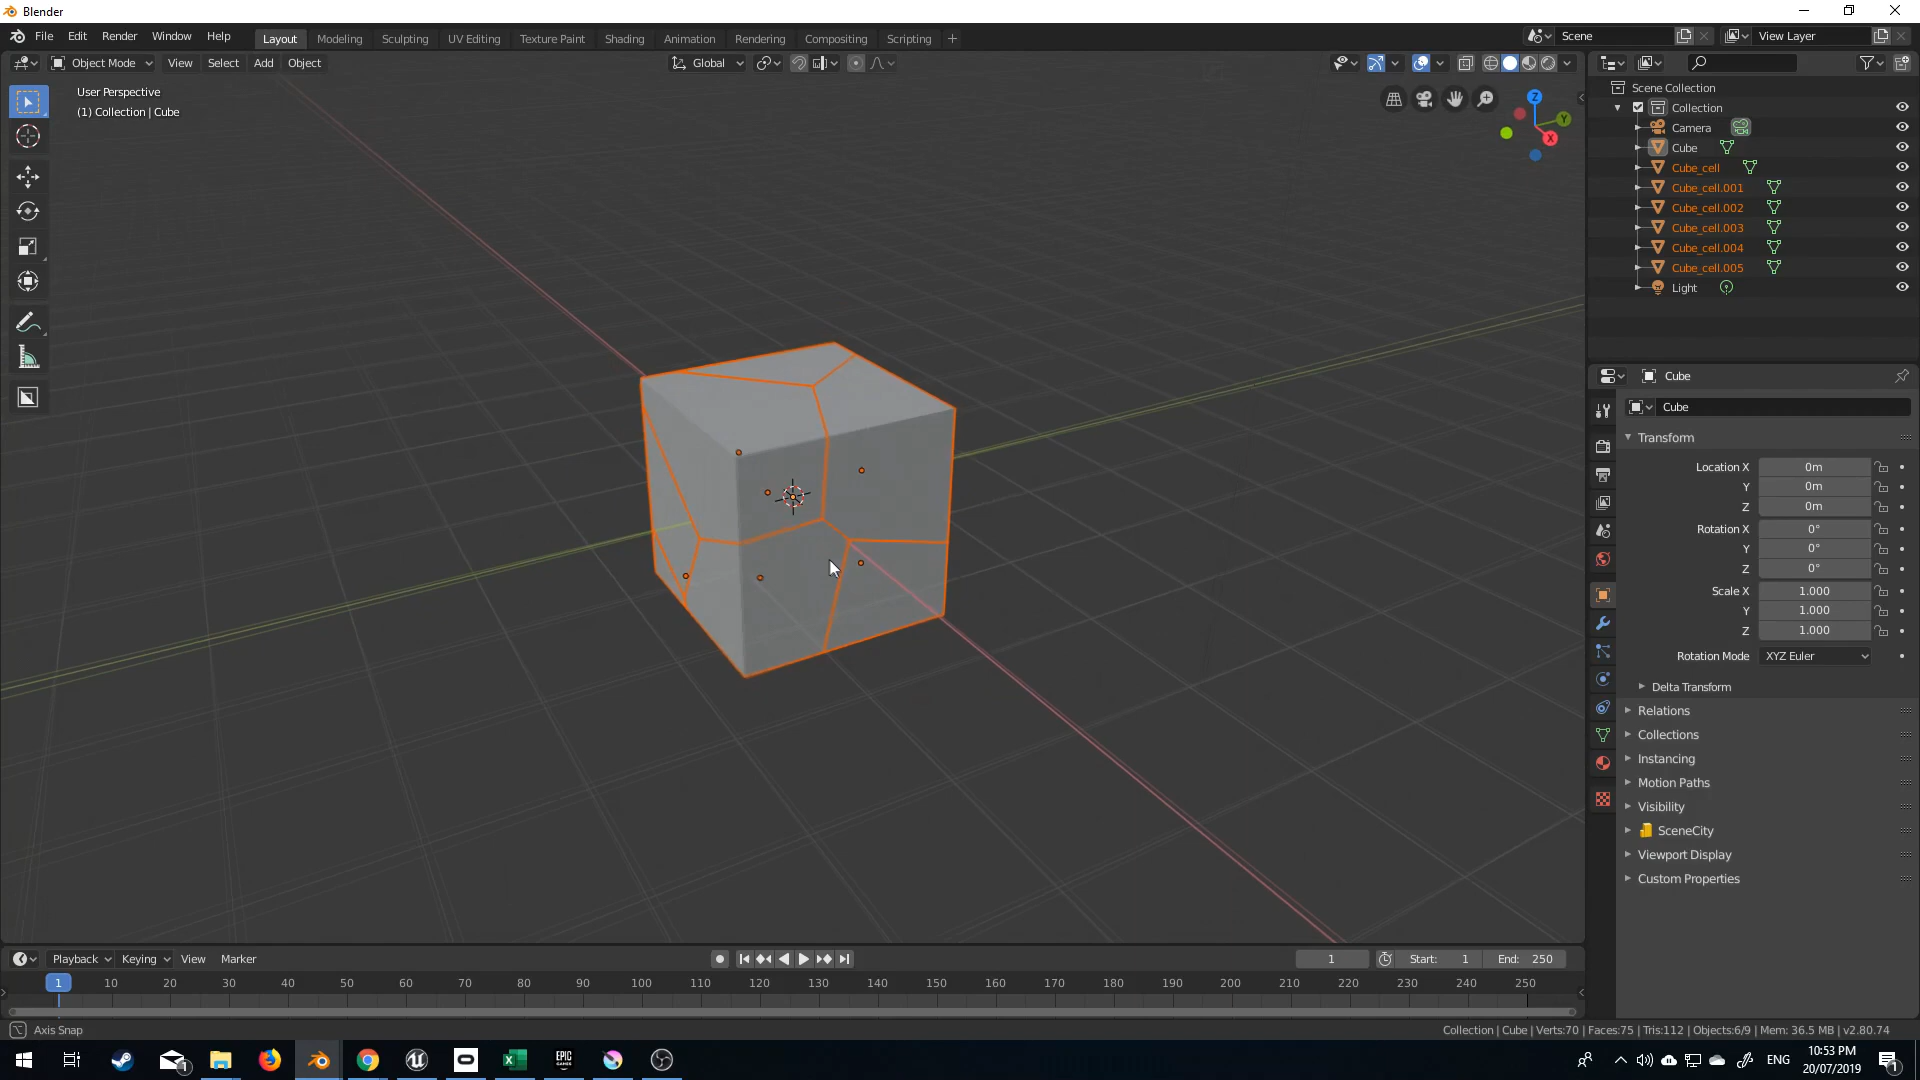 Blender
File Edit Render Window Help Layout Modeling Sculpting UV Editing Texture Paint Shading Animation Rendering Compositing Scripting + Scene View Layer
Object Mode View Select Add Object Global
User Perspective
(1) Collection | Cube
Z
Y
X
Scene Collection
Collection
Camera
Cube
Cube_cell
Cube_cell.001
Cube_cell.002
Cube_cell.003
Cube_cell.004
Cube_cell.005
Light
Cube
Cube
Transform
Location X 0m
Y 0m
Z 0m
Rotation X 0°
Y 0°
Z 0°
Scale X 1.000
Y 1.000
Z 1.000
Rotation Mode XYZ Euler
Delta Transform
Relations
Collections
Instancing
Motion Paths
Visibility
SceneCity
Viewport Display
Custom Properties
Playback Keying View Marker 1 Start: 1 End: 250
1 10 20 30 40 50 60 70 80 90 100 110 120 130 140 150 160 170 180 190 200 210 220 230 240 250
Axis Snap Collection | Cube | Verts:70 | Faces:75 | Tris:112 | Objects:6/9 | Mem: 36.5 MB | v2.80.74
1 EPIC GAMES ENG 10:53 PM 1
20/07/2019